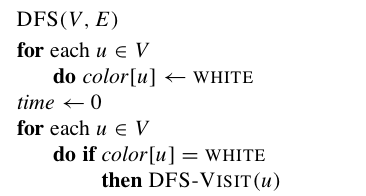 DFS(V, E)
for each u ∈ V
do color[u] ← WHITE
time ← 0
for each u ∈ V
do if color[u] = WHITE
then DFS-VISIT(u)